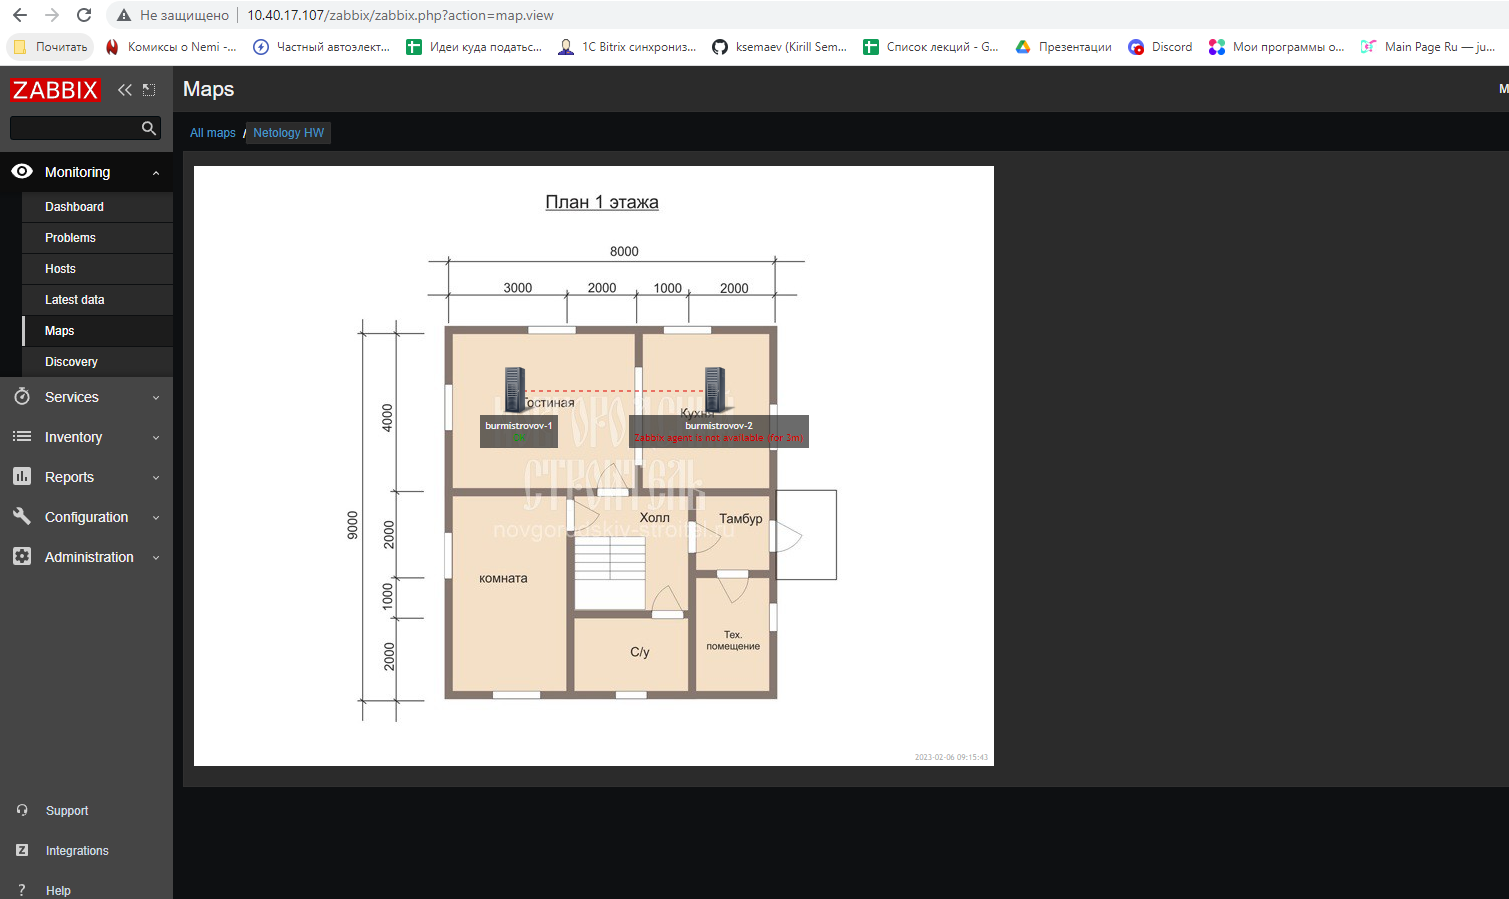 Не защищено
10.40.17.107/zabbix/zabbix.php?action=map.view
Почитать
Комиксы о Nemi -...
Частный автоэлект...
Идеи куда податьс...
1С Bitrix синхрониз...
ksemaev (Kirill Sem...
Список лекций - G...
Презентации
Discord
Мои программы о...
Main Page Ru — ju...
ZABBIX
Maps
M
All maps / Netology HW
Monitoring
Dashboard
Problems
Hosts
Latest data
Maps
Discovery
Services
Inventory
Reports
Configuration
Administration
Support
Integrations
? Help
План 1 этажа
8000
3000
2000
1000
2000
9000
4000
2000
1000
2000
Гостиная
Кухня
burmistrovov-1
OK
burmistrovov-2
Zabbix agent is not available (for 3m)
строитель
novgorodskiy-stroitel.ru
Холл
Тамбур
комната
С/у
Тех.
помещение
2023-02-06 09:15:43